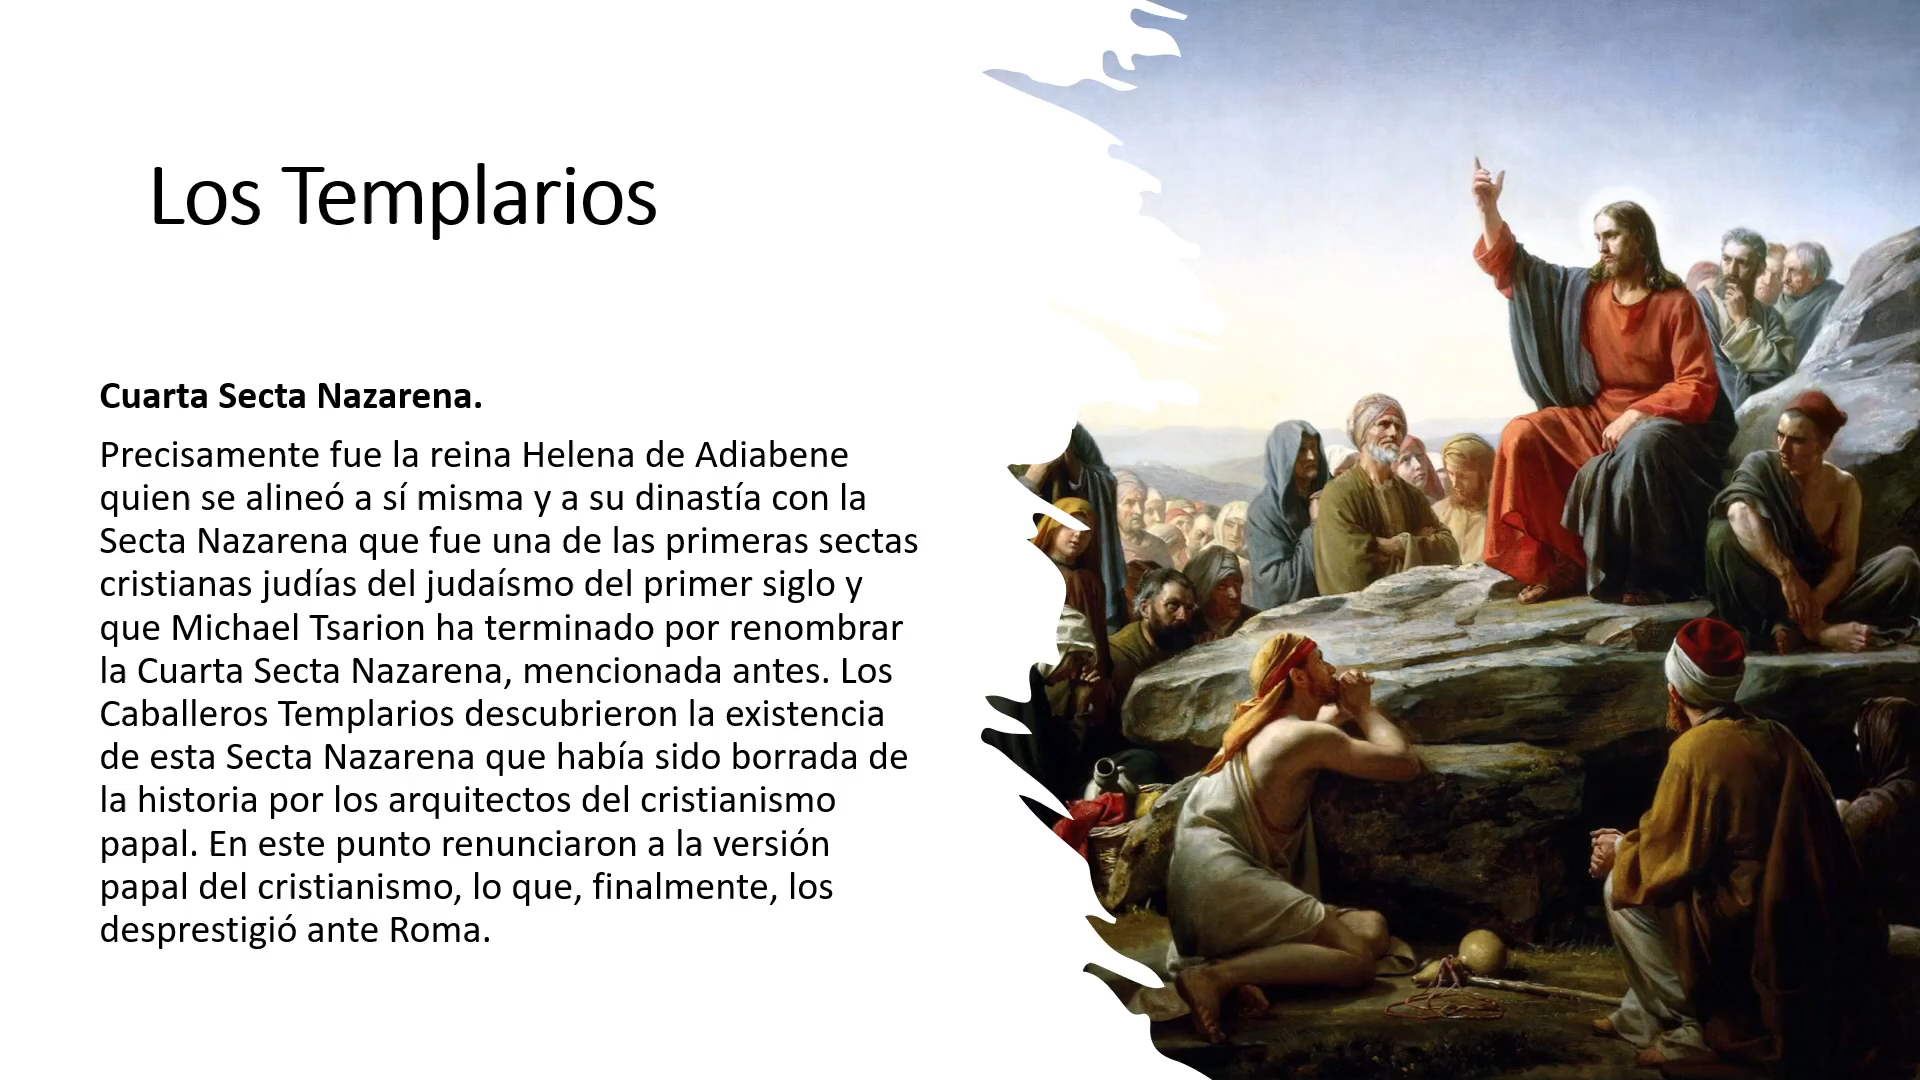 Los Templarios
Cuarta Secta Nazarena.
Precisamente fue la reina Helena de Adiabene
quien se alineó a sí misma y a su dinastía con la
Secta Nazarena que fue una de las primeras sectas
cristianas judías del judaísmo del primer siglo y
que Michael Tsarion ha terminado por renombrar
la Cuarta Secta Nazarena, mencionada antes. Los
Caballeros Templarios descubrieron la existencia
de esta Secta Nazarena que había sido borrada de
la historia por los arquitectos del cristianismo
papal. En este punto renunciaron a la versión
papal del cristianismo, lo que, finalmente, los
desprestigió ante Roma.